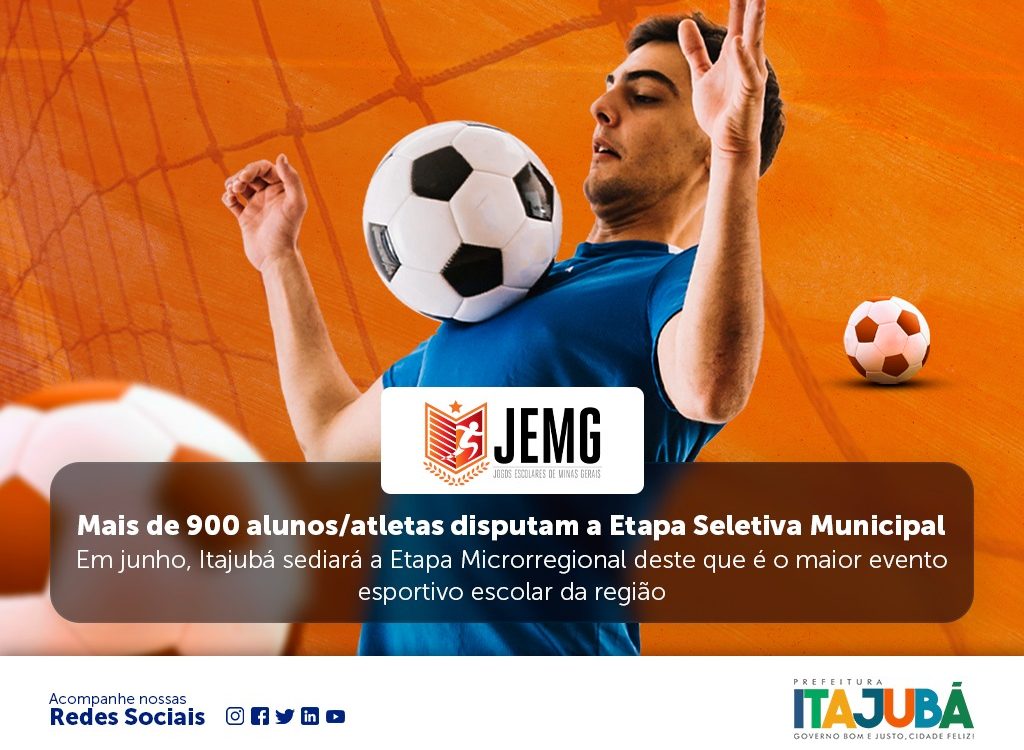 JEMG
JOGOS ESCOLARES DE MINAS GERAIS
Mais de 900 alunos/atletas disputam a Etapa Seletiva Municipal
Em junho, Itajubá sediará a Etapa Microrregional deste que é o maior evento
esportivo escolar da região
Acompanhe nossas
Redes Sociais
PREFEITURA
ITAJUBÁ
GOVERNO BOM E JUSTO, CIDADE FELIZ!